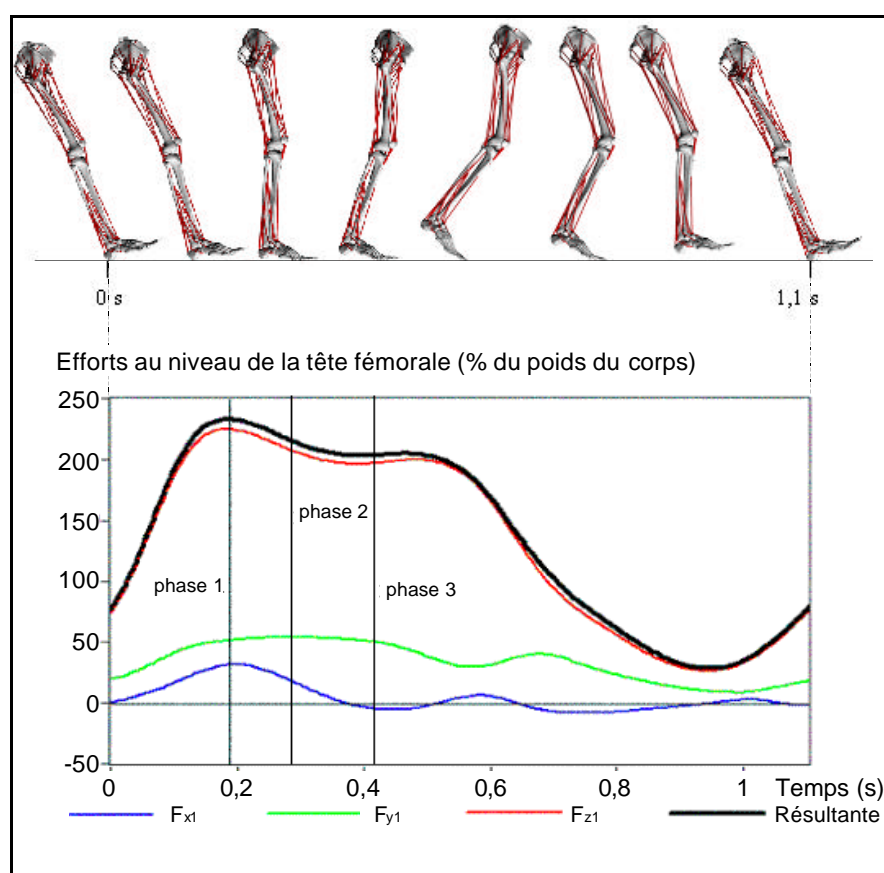 0 s 1,1 s
Efforts au niveau de la tête fémorale (% du poids du corps)
250
200
150
phase 2
100
phase 1
phase 3
50
0
-50
0 0,2 0,4 0,6 0,8 1 Temps (s)
Fx1 Fy1 Fz1 Résultante